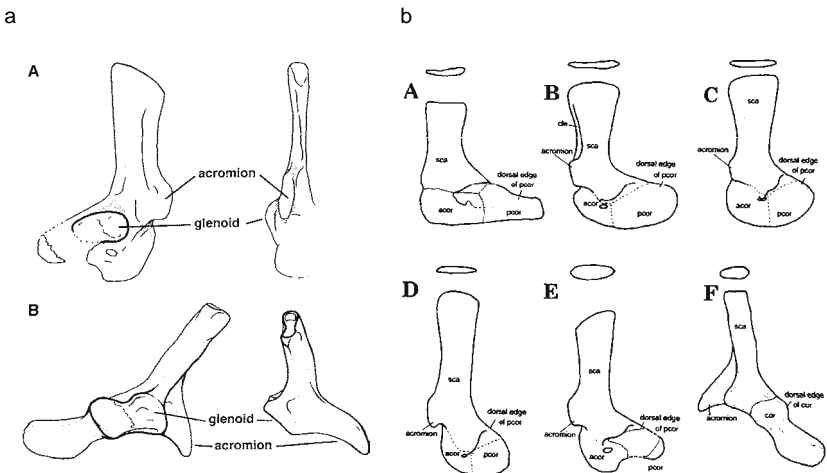 a
b
A
acromion
glenoid
B
glenoid
acromion
A
sca
dorsal edge
of pcor
acor
pcor
B
cle
sca
acromion
dorsal edge
of pcor
acor
pcor
C
sca
acromion
dorsal edge
of pcor
acor
pcor
D
sca
acromion
dorsal edge
of pcor
acor
pcor
E
sca
acromion
dorsal edge
of pcor
acor
pcor
F
sca
acromion
dorsal edge
of cor
cor